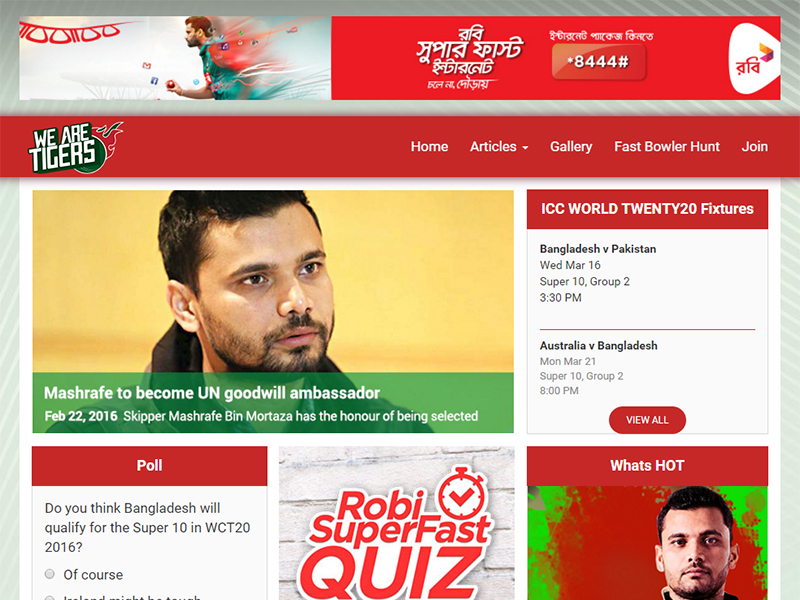 রবি
সুপার ফাস্ট
ইন্টারনেট
চলে না, দৌড়ায়
ইন্টারনেট প্যাকেজ কিনতে
*8444#
রবি
WE ARE
TIGERS
Home Articles Gallery Fast Bowler Hunt Join
Mashrafe to become UN goodwill ambassador
Feb 22, 2016 Skipper Mashrafe Bin Mortaza has the honour of being selected
ICC WORLD TWENTY20 Fixtures
Bangladesh v Pakistan
Wed Mar 16
Super 10, Group 2
3:30 PM
Australia v Bangladesh
Mon Mar 21
Super 10, Group 2
8:00 PM
VIEW ALL
Poll
Do you think Bangladesh will
qualify for the Super 10 in WCT20
2016?
Of course
Ireland might be tough
Robi
SuperFast
QUIZ
Whats HOT